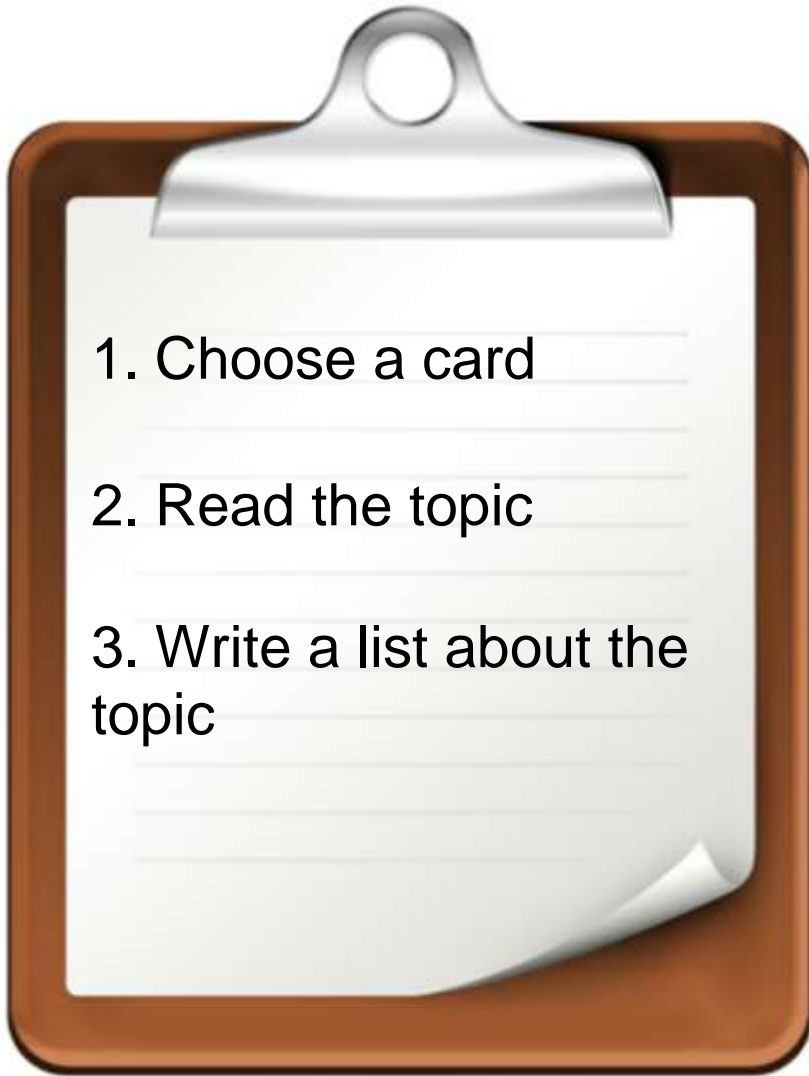 1. Choose a card
2. Read the topic
3. Write a list about the
topic